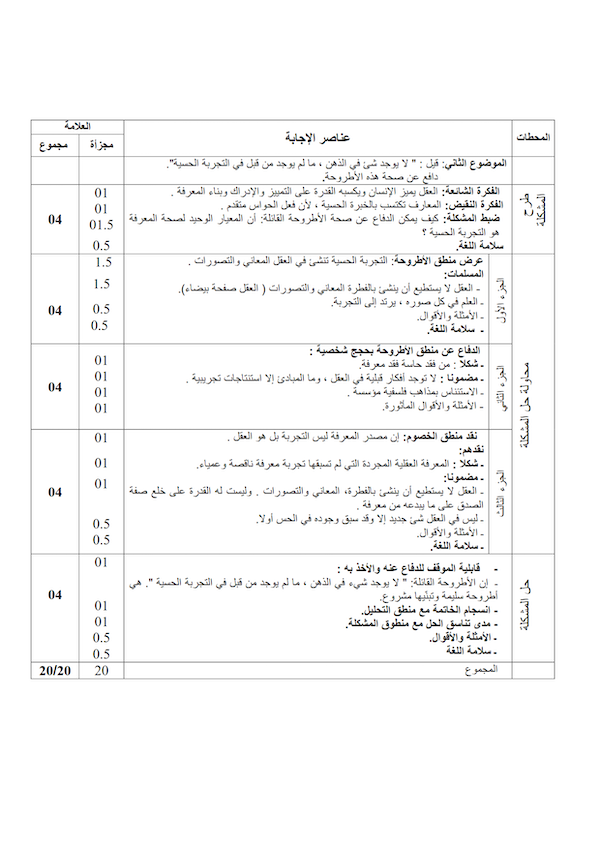 المحطات عناصر الإجابة العلامة
مجزأة مجموع
الموضوع الثاني: قيل : " لا يوجد شئ في الذهن ، ما لم يوجد من قبل في التجربة الحسية".
دافع عن صحة هذه الأطروحة.
طرح المشكلة
الفكرة الشائعة: العقل يميز الإنسان ويكسبه القدرة على التمييز والإدراك وبناء المعرفة . 01
الفكرة النقيض: المعارف تكتسب بالخبرة الحسية ، لأن فعل الحواس متقدم . 01
ضبط المشكلة: كيف يمكن الدفاع عن صحة الأطروحة القائلة: أن المعيار الوحيد لصحة المعرفة 01.5 04
هو التجربة الحسية ؟
سلامة اللغة. 0.5
محاولة حل المشكلة
الجزء الأول
عرض منطق الأطروحة: التجربة الحسية تنشئ في العقل المعاني والتصورات . 1.5
المسلمات:
- العقل لا يستطيع أن ينشئ بالفطرة المعاني والتصورات ( العقل صفحة بيضاء). 1.5
- العلم في كل صوره ، يرتد إلى التجربة.
- الأمثلة والأقوال. 0.5 04
- سلامة اللغة. 0.5
الجزء الثاني
الدفاع عن منطق الأطروحة بحجج شخصية :
- شكلا : من فقد حاسة فقد معرفة. 01
- مضمونا : لا توجد أفكار قبلية في العقل ، وما المبادئ إلا استنتاجات تجريبية . 01 04
- الاستئناس بمذاهب فلسفية مؤسسة . 01
- الأمثلة والأقوال المأثورة. 01
الجزء الثالث
نقد منطق الخصوم: إن مصدر المعرفة ليس التجربة بل هو العقل . 01
نقدهم:
- شكلا : المعرفة العقلية المجردة التي لم تسبقها تجربة معرفة ناقصة وعمياء. 01
- مضمونا: 01
- العقل لا يستطيع أن ينشئ بالفطرة، المعاني والتصورات . وليست له القدرة على خلع صفة 04
الصدق على ما يبدعه من معرفة .
- ليس في العقل شئ جديد إلا وقد سبق وجوده في الحس أولا.
- الأمثلة والأقوال. 0.5
- سلامة اللغة. 0.5
حل المشكلة
- قابلية الموقف للدفاع عنه والأخذ به : 01
- إن الأطروحة القائلة: " لا يوجد شيء في الذهن ، ما لم يوجد من قبل في التجربة الحسية ". هي
أطروحة سليمة وتبنّيها مشروع. 04
- انسجام الخاتمة مع منطق التحليل. 01
- مدى تناسق الحل مع منطوق المشكلة. 01
- الأمثلة والأقوال. 0.5
- سلامة اللغة 0.5
المجموع 20 20/20